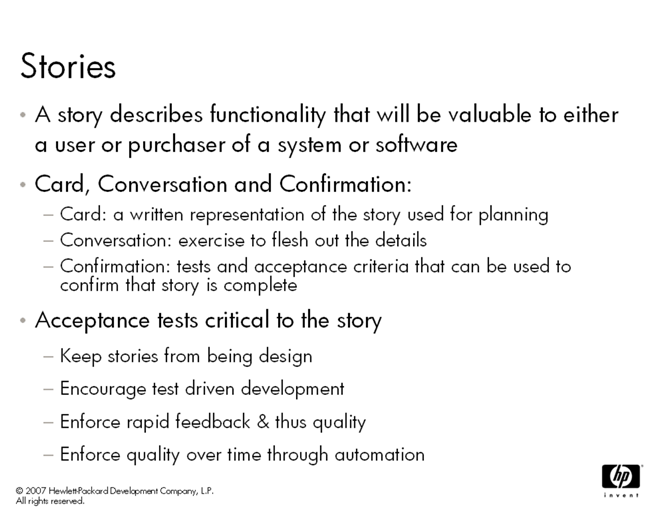 Stories
• A story describes functionality that will be valuable to either
a user or purchaser of a system or software
• Card, Conversation and Confirmation:
– Card: a written representation of the story used for planning
– Conversation: exercise to flesh out the details
– Confirmation: tests and acceptance criteria that can be used to
confirm that story is complete
• Acceptance tests critical to the story
– Keep stories from being design
– Encourage test driven development
– Enforce rapid feedback & thus quality
– Enforce quality over time through automation
© 2007 Hewlett-Packard Development Company, L.P.
All rights reserved.
hp
invent